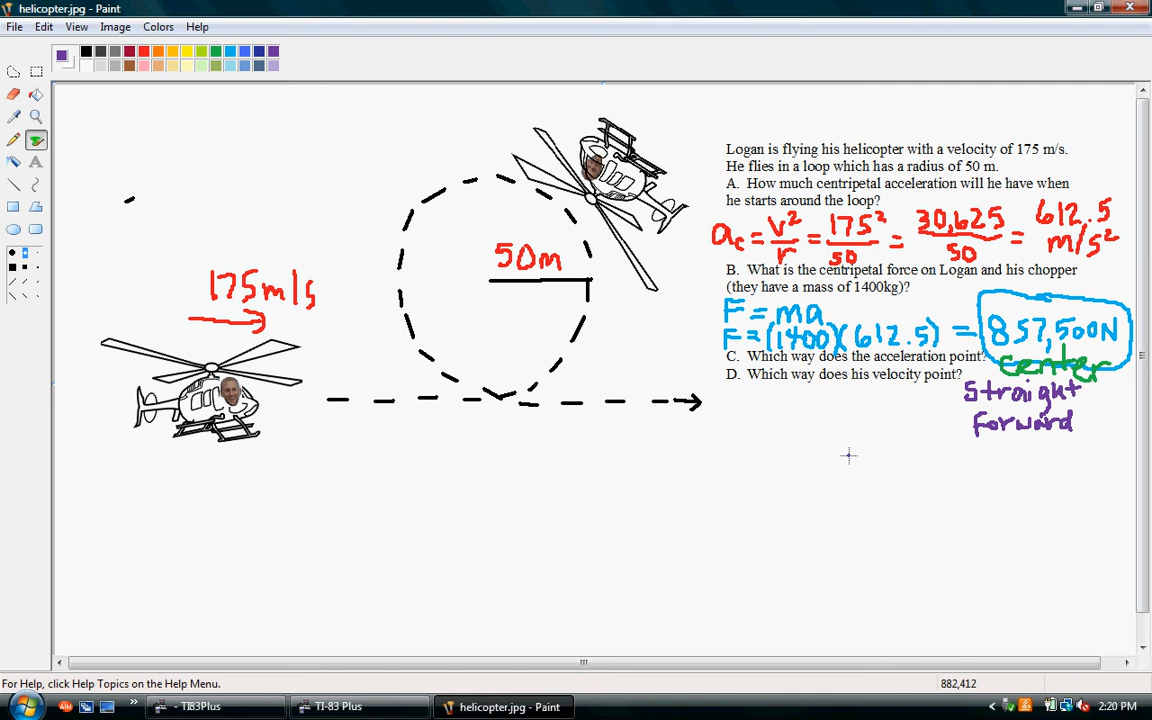 helicopter.jpg - Paint
File Edit View Image Colors Help
175m/s
50m
Logan is flying his helicopter with a velocity of 175 m/s.
He flies in a loop which has a radius of 50 m.
A. How much centripetal acceleration will he have when
he starts around the loop?
ac = v²/r = 175²/50 = 30,625/50 = 612.5 m/s²
B. What is the centripetal force on Logan and his chopper
(they have a mass of 1400kg)?
F = ma
F = (1400)(612.5) = 857,500N
C. Which way does the acceleration point? center
D. Which way does his velocity point? Straight
forward
For Help, click Help Topics on the Help Menu.
882,412
- TI83Plus
TI-83 Plus
helicopter.jpg - Paint
2:20 PM